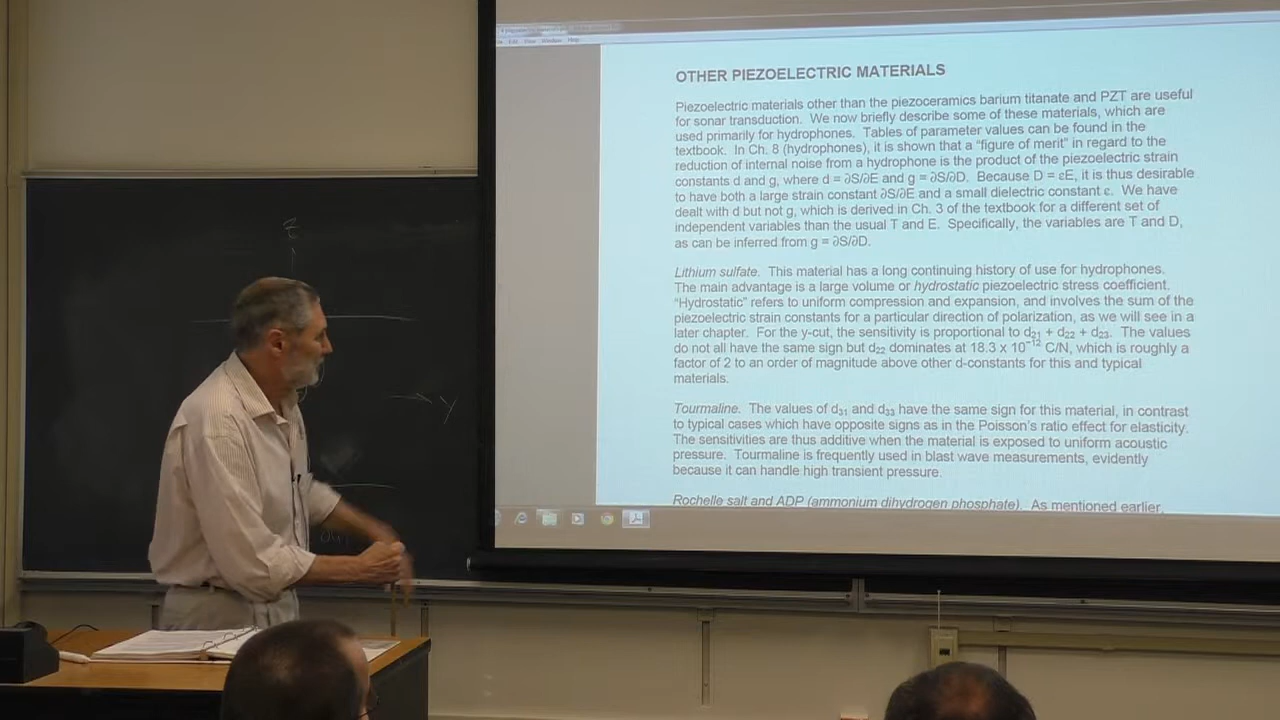 Edit View Window Help
OTHER PIEZOELECTRIC MATERIALS
Piezoelectric materials other than the piezoceramics barium titanate and PZT are useful
for sonar transduction. We now briefly describe some of these materials, which are
used primarily for hydrophones. Tables of parameter values can be found in the
textbook. In Ch. 8 (hydrophones), it is shown that a "figure of merit" in regard to the
reduction of internal noise from a hydrophone is the product of the piezoelectric strain
constants d and g, where d = ∂S/∂E and g = ∂S/∂D. Because D = εE, it is thus desirable
to have both a large strain constant ∂S/∂E and a small dielectric constant ε. We have
dealt with d but not g, which is derived in Ch. 3 of the textbook for a different set of
independent variables than the usual T and E. Specifically, the variables are T and D,
as can be inferred from g = ∂S/∂D.
Lithium sulfate. This material has a long continuing history of use for hydrophones.
The main advantage is a large volume or hydrostatic piezoelectric stress coefficient.
"Hydrostatic" refers to uniform compression and expansion, and involves the sum of the
piezoelectric strain constants for a particular direction of polarization, as we will see in a
later chapter. For the y-cut, the sensitivity is proportional to d₂₁ + d₂₂ + d₂₃. The values
do not all have the same sign but d₂₂ dominates at 18.3 x 10⁻¹² C/N, which is roughly a
factor of 2 to an order of magnitude above other d-constants for this and typical
materials.
Tourmaline. The values of d₃₁ and d₃₃ have the same sign for this material, in contrast
to typical cases which have opposite signs as in the Poisson's ratio effect for elasticity.
The sensitivities are thus additive when the material is exposed to uniform acoustic
pressure. Tourmaline is frequently used in blast wave measurements, evidently
because it can handle high transient pressure.
Rochelle salt and ADP (ammonium dihydrogen phosphate). As mentioned earlier,
y